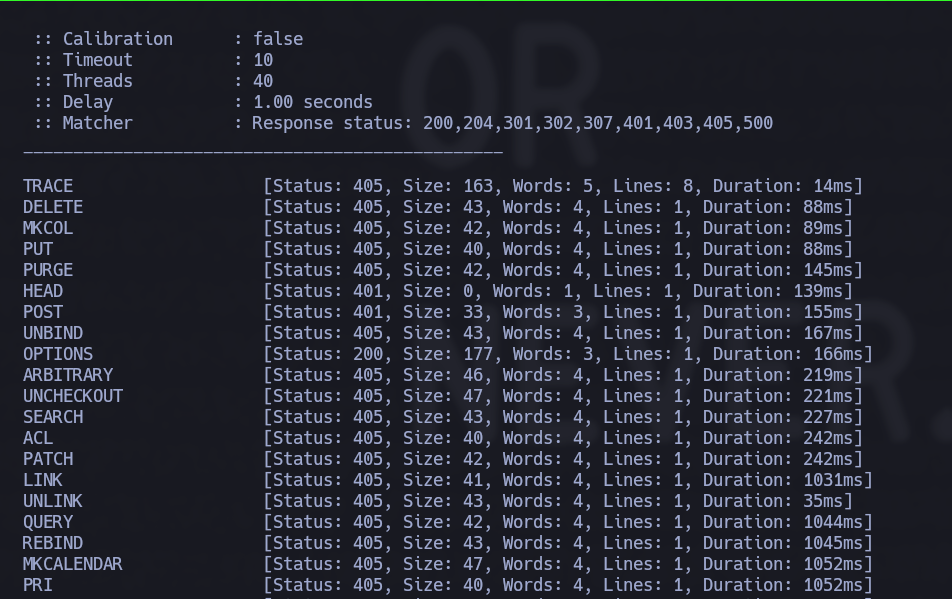 :: Calibration : false
:: Timeout : 10
:: Threads : 40
:: Delay : 1.00 seconds
:: Matcher : Response status: 200,204,301,302,307,401,403,405,500
________________________________________________
TRACE [Status: 405, Size: 163, Words: 5, Lines: 8, Duration: 14ms]
DELETE [Status: 405, Size: 43, Words: 4, Lines: 1, Duration: 88ms]
MKCOL [Status: 405, Size: 42, Words: 4, Lines: 1, Duration: 89ms]
PUT [Status: 405, Size: 40, Words: 4, Lines: 1, Duration: 88ms]
PURGE [Status: 405, Size: 42, Words: 4, Lines: 1, Duration: 145ms]
HEAD [Status: 401, Size: 0, Words: 1, Lines: 1, Duration: 139ms]
POST [Status: 401, Size: 33, Words: 3, Lines: 1, Duration: 155ms]
UNBIND [Status: 405, Size: 43, Words: 4, Lines: 1, Duration: 167ms]
OPTIONS [Status: 200, Size: 177, Words: 3, Lines: 1, Duration: 166ms]
ARBITRARY [Status: 405, Size: 46, Words: 4, Lines: 1, Duration: 219ms]
UNCHECKOUT [Status: 405, Size: 47, Words: 4, Lines: 1, Duration: 221ms]
SEARCH [Status: 405, Size: 43, Words: 4, Lines: 1, Duration: 227ms]
ACL [Status: 405, Size: 40, Words: 4, Lines: 1, Duration: 242ms]
PATCH [Status: 405, Size: 42, Words: 4, Lines: 1, Duration: 242ms]
LINK [Status: 405, Size: 41, Words: 4, Lines: 1, Duration: 1031ms]
UNLINK [Status: 405, Size: 43, Words: 4, Lines: 1, Duration: 35ms]
QUERY [Status: 405, Size: 42, Words: 4, Lines: 1, Duration: 1044ms]
REBIND [Status: 405, Size: 43, Words: 4, Lines: 1, Duration: 1045ms]
MKCALENDAR [Status: 405, Size: 47, Words: 4, Lines: 1, Duration: 1052ms]
PRI [Status: 405, Size: 40, Words: 4, Lines: 1, Duration: 1052ms]
OR